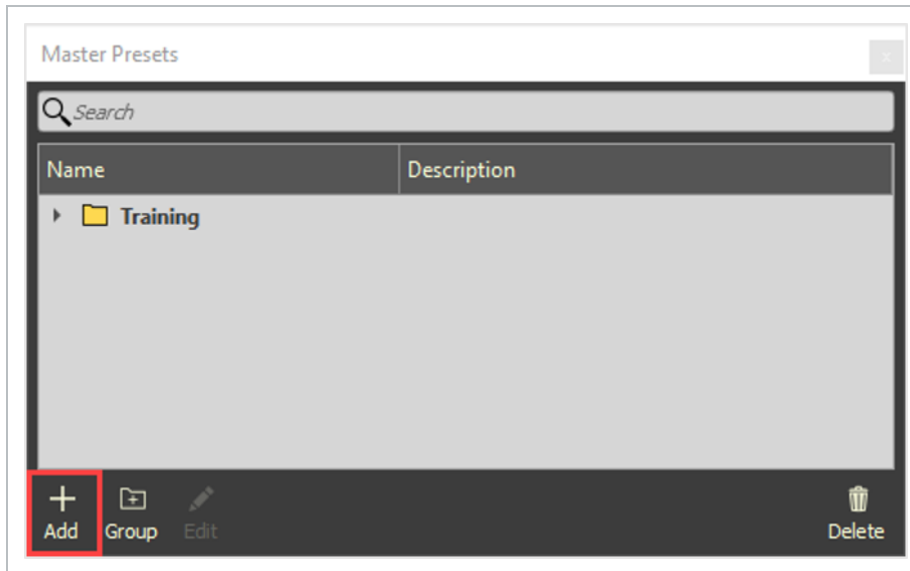 Master Presets
Search
Name Description
Training
Add Group Edit Delete